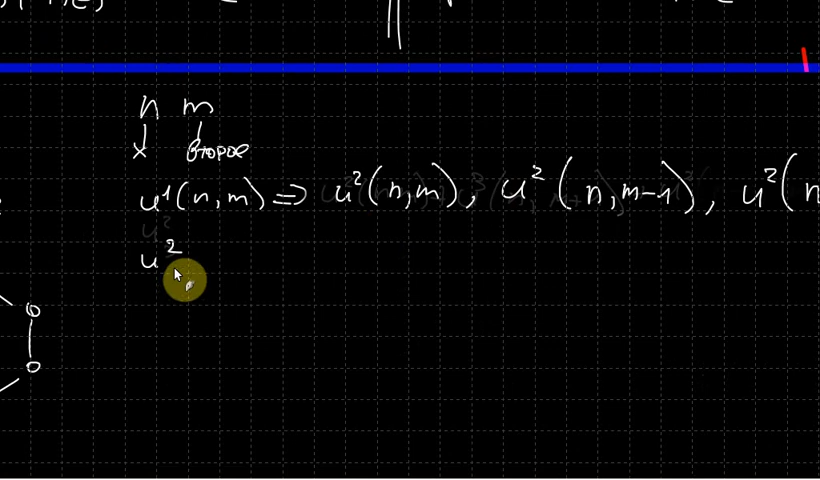 n m
x второе
u¹(n,m) ⇒ u²(n,m), u²(n,m-1), u²(n
u²